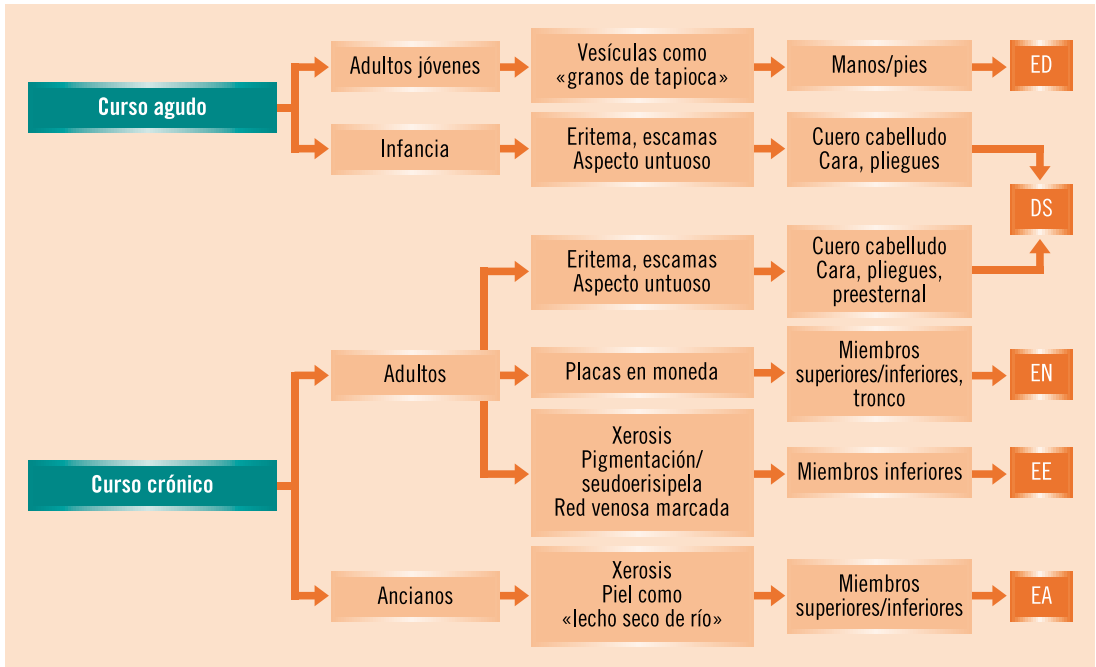 Curso agudo
Adultos jóvenes
Vesículas como
«granos de tapioca»
Manos/pies
ED
Infancia
Eritema, escamas
Aspecto untuoso
Cuero cabelludo
Cara, pliegues
DS
Curso crónico
Adultos
Eritema, escamas
Aspecto untuoso
Cuero cabelludo
Cara, pliegues,
preesternal
Placas en moneda
Miembros
superiores/inferiores,
tronco
EN
Xerosis
Pigmentación/
seudoerisipela
Red venosa marcada
Miembros inferiores
EE
Ancianos
Xerosis
Piel como
«lecho seco de río»
Miembros
superiores/inferiores
EA